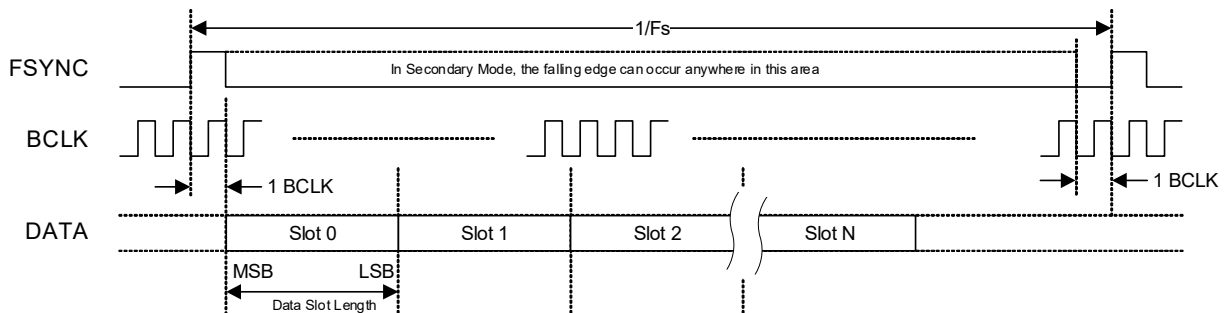 1/Fs
FSYNC
In Secondary Mode, the falling edge can occur anywhere in this area
BCLK
1 BCLK
1 BCLK
DATA
Slot 0
Slot 1
Slot 2
Slot N
MSB
LSB
Data Slot Length